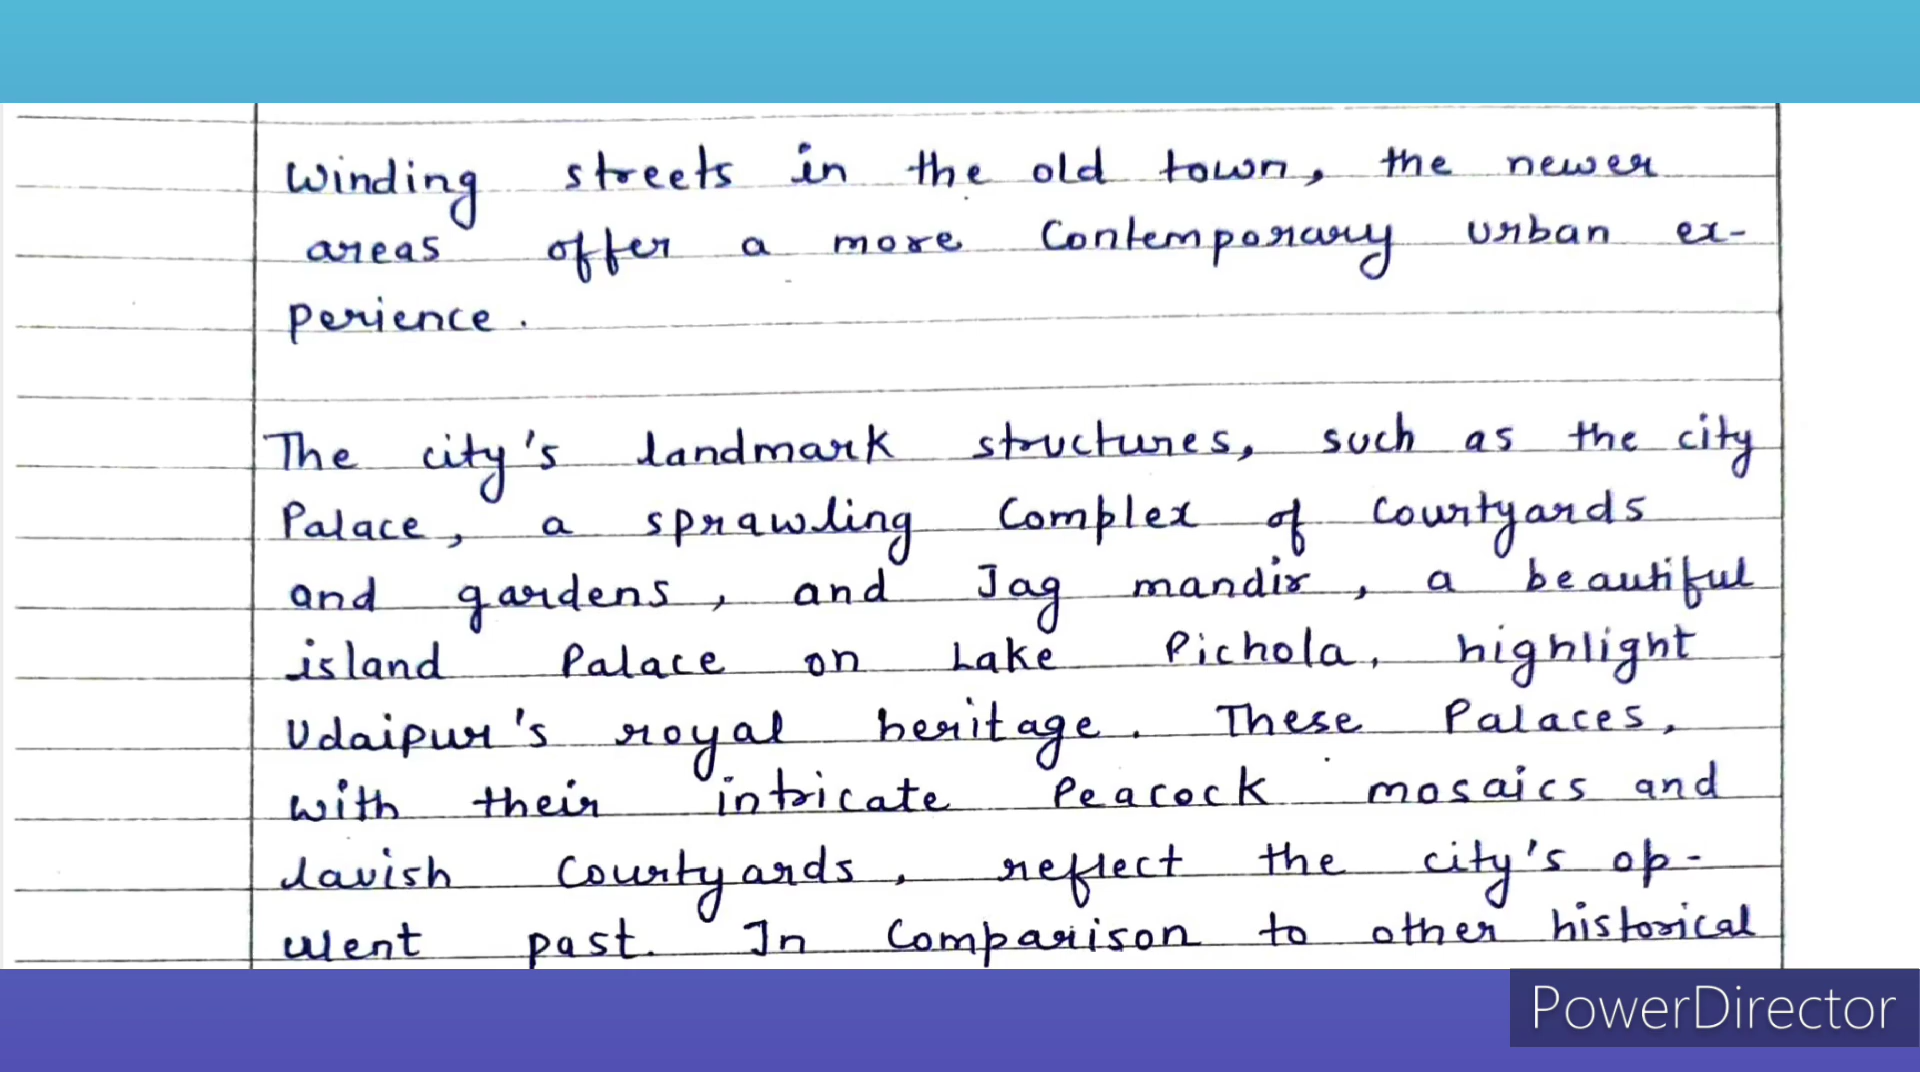 Winding streets in the old town, the newer
areas offer a more Contemporary urban ex-
perience.
The city's landmark structures, such as the city
Palace, a sprawling Complex of Courtyards
and gardens, and Jag mandir, a beautiful
island Palace on Lake Pichola, highlight
Udaipur's royal heritage. These Palaces,
with their intricate Peacock mosaics and
lavish Courtyards, reflect the city's op-
ulent past. In Comparison to other historical
PowerDirector